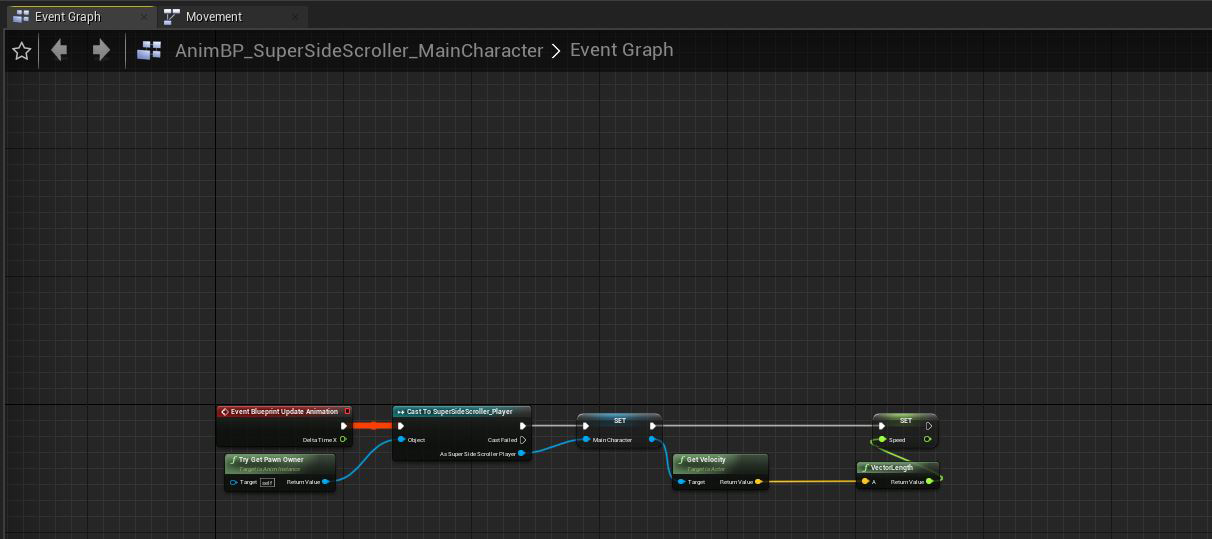 Event Graph
Movement
AnimBP_SuperSideScroller_MainCharacter > Event Graph
Event Blueprint Update Animation
Delta Time X
Try Get Pawn Owner
Target is Anim Instance
Target self Return Value
Cast To SuperSideScroller_Player
Object
Cast Failed
As Super Side Scroller Player
SET
Main Character
Get Velocity
Target is Actor
Target Return Value
SET
Speed
VectorLength
A Return Value